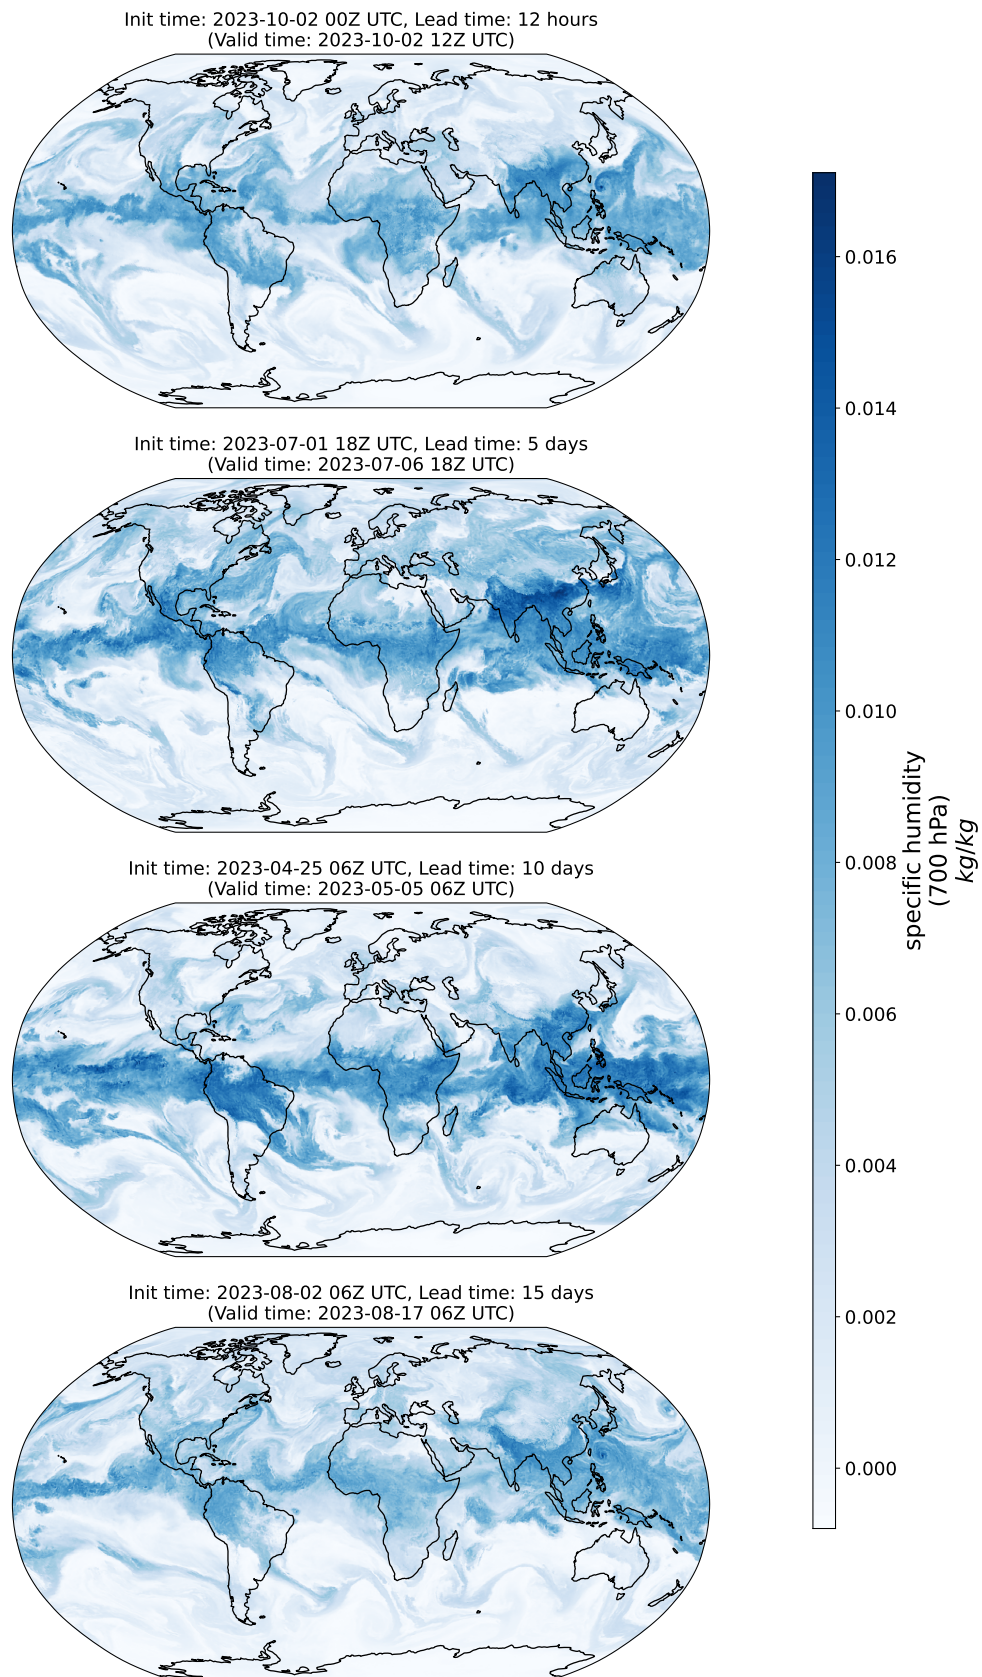 Init time: 2023-10-02 00Z UTC, Lead time: 12 hours
(Valid time: 2023-10-02 12Z UTC)
Init time: 2023-07-01 18Z UTC, Lead time: 5 days
(Valid time: 2023-07-06 18Z UTC)
Init time: 2023-04-25 06Z UTC, Lead time: 10 days
(Valid time: 2023-05-05 06Z UTC)
Init time: 2023-08-02 06Z UTC, Lead time: 15 days
(Valid time: 2023-08-17 06Z UTC)
0.016
0.014
0.012
0.010
0.008
0.006
0.004
0.002
0.000
specific humidity
(700 hPa)
kg/kg